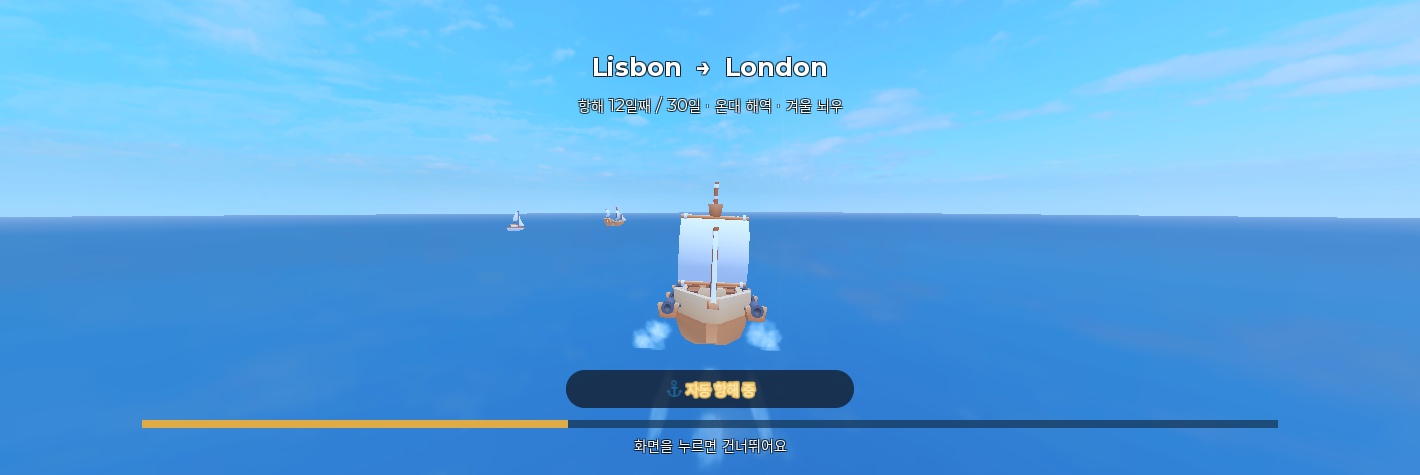 Lisbon → London
항해 12일째 / 30일 · 온대 해역 · 겨울 뇌우
⚓ 자동 항해 중
화면을 누르면 건너뛰어요